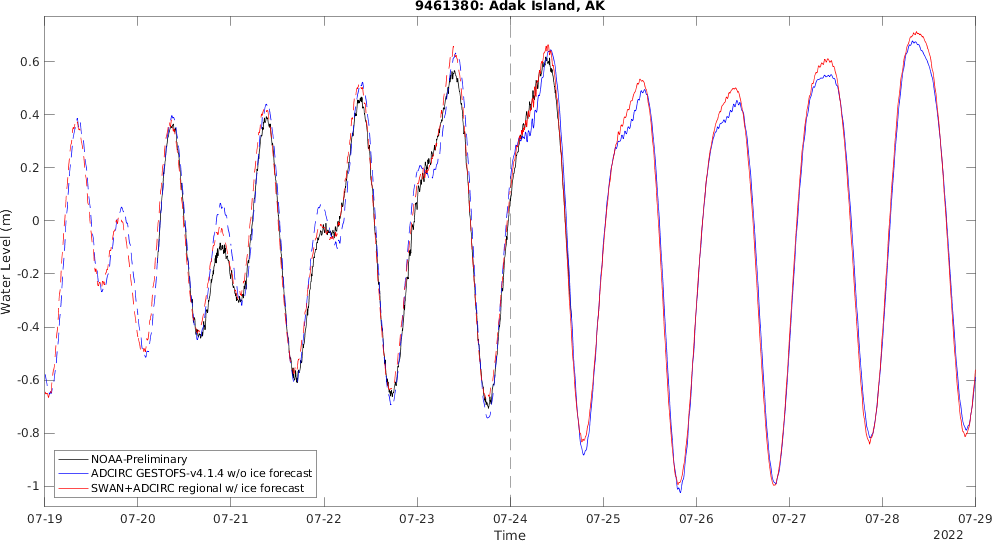 9461380: Adak Island, AK
Water Level (m)
0.6
0.4
0.2
0
-0.2
-0.4
-0.6
-0.8
-1
NOAA-Preliminary
ADCIRC GESTOFS-v4.1.4 w/o ice forecast
SWAN+ADCIRC regional w/ ice forecast
07-19 07-20 07-21 07-22 07-23 07-24 07-25 07-26 07-27 07-28 07-29
Time
2022